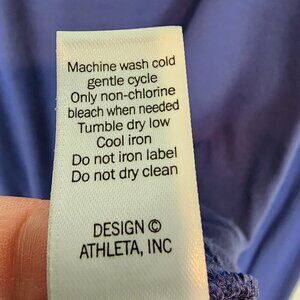 Machine wash cold
gentle cycle
Only non-chlorine
bleach when needed
Tumble dry low
Cool iron
Do not iron label
Do not dry clean
DESIGN ©
ATHLETA, INC